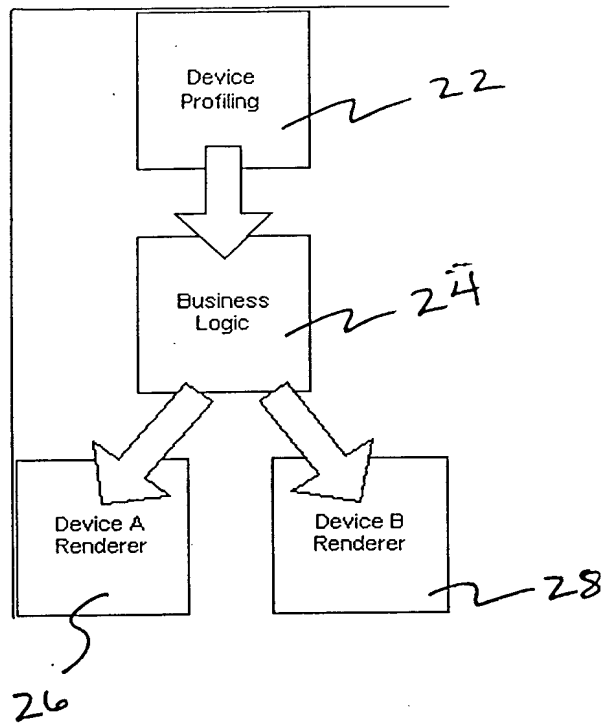 Device
Profiling
22
Business
Logic
24
Device A
Renderer
Device B
Renderer
28
26